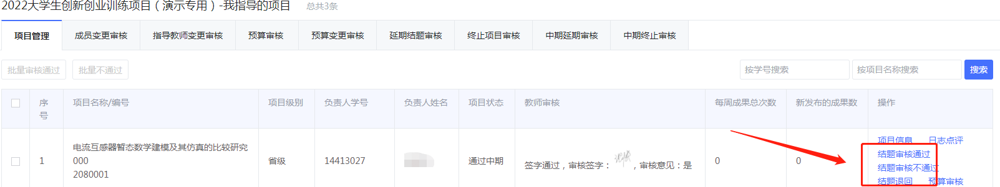 2022大学生创新创业训练项目（演示专用）-我指导的项目 总共3条
项目管理 成员变更审核 指导教师变更审核 预算审核 预算变更审核 延期结题审核 终止项目审核 中期延期审核 中期终止审核
批量审核通过 批量不通过 按学号搜索 按项目名称搜索 搜索
序号 项目名称/编号 项目级别 负责人学号 负责人姓名 项目状态 教师审核 每周成果总次数 新发布的成果数 操作
1
电流互感器暂态数学建模及其仿真的比较研究
000
2080001
省级 14413027 通过中期 签字通过，审核签字： ，审核意见：是 0 0
项目信息 日志点评
结题审核通过
结题审核不通过
结题退回 预算审核